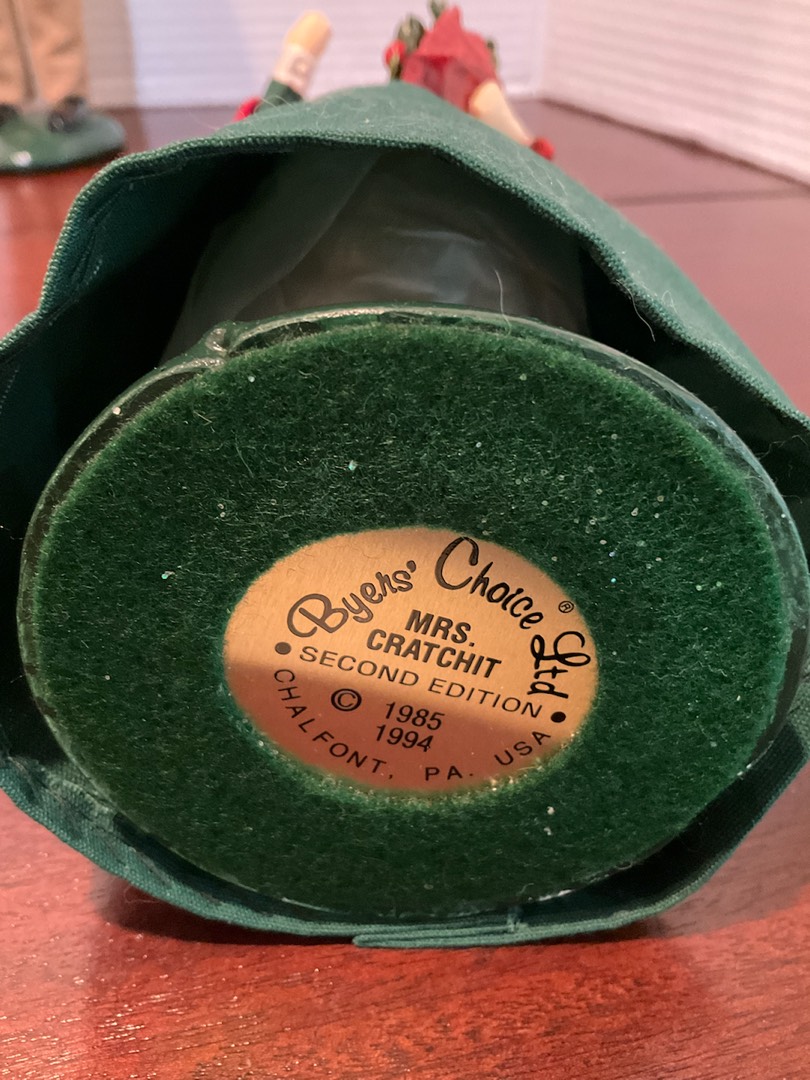 Byers' Choice Ltd®
MRS.
CRATCHIT
• SECOND EDITION •
© 1985
1994
CHALFONT, PA. USA